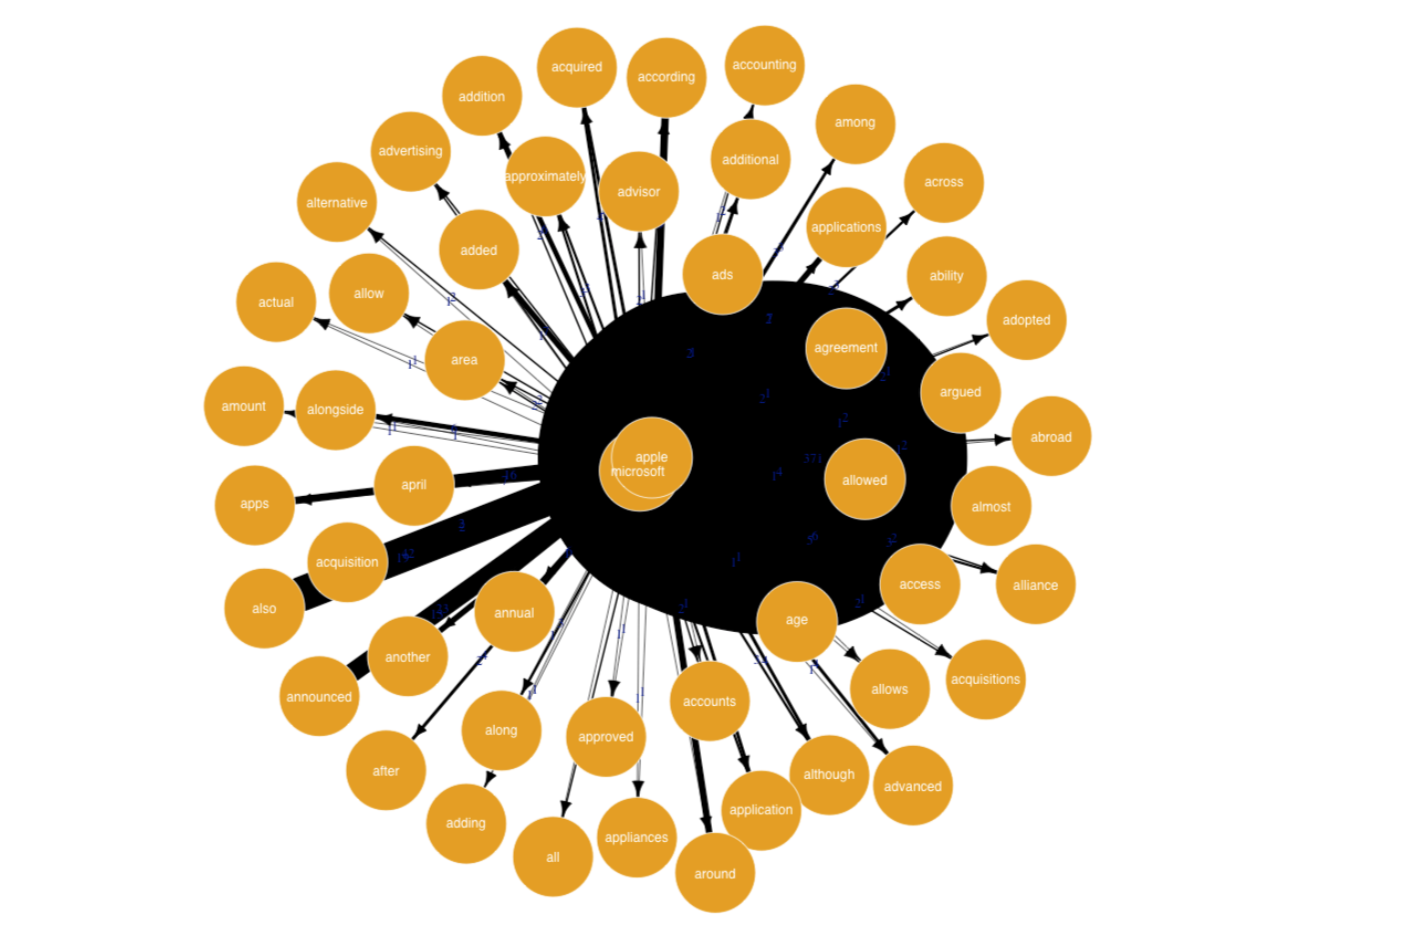 accounting
acquired
according
addition
among
advertising
additional
approximately
across
advisor
alternative
applications
added
ads
ability
allow
actual
adopted
agreement
area
argued
amount
alongside
abroad
apple
microsoft
allowed
april
apps
almost
acquisition
access
alliance
also
annual
age
another
acquisitions
allows
announced
accounts
along
approved
after
although
advanced
application
adding
appliances
all
around